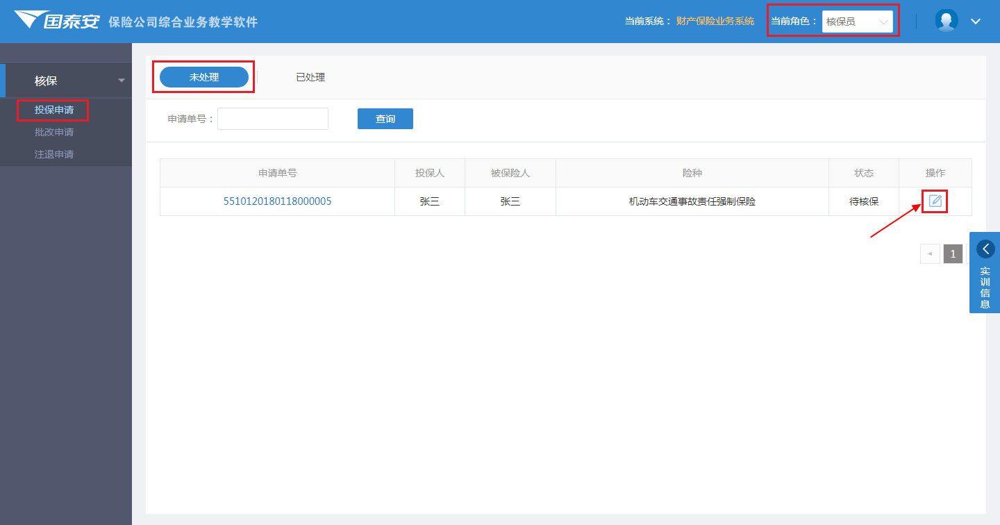 国泰安 保险公司综合业务教学软件
当前系统： 财产保险业务系统 当前角色： 核保员
核保
投保申请
批改申请
注退申请
未处理 已处理
申请单号： 查询
申请单号 投保人 被保险人 险种 状态 操作
5510120180118000005 张三 张三 机动车交通事故责任强制保险 待核保
1
实训信息